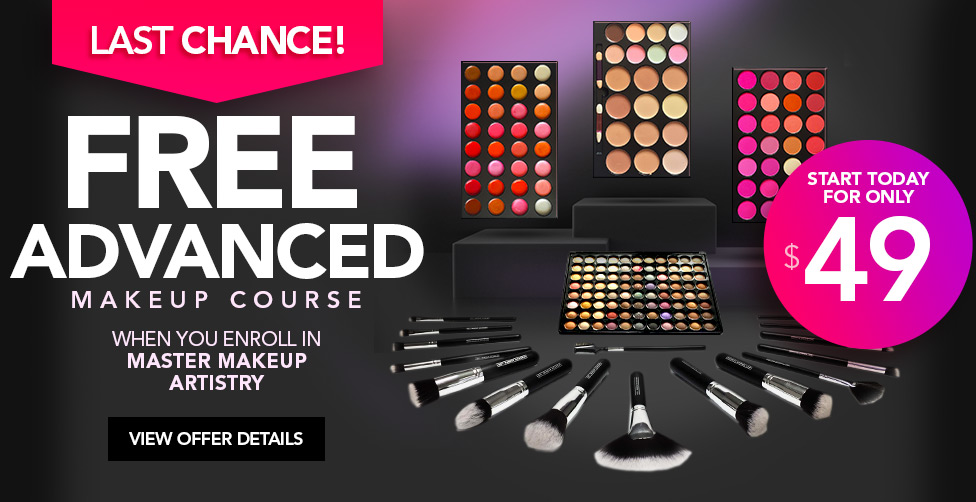 LAST CHANCE!
FREE
ADVANCED
MAKEUP COURSE
WHEN YOU ENROLL IN
MASTER MAKEUP
ARTISTRY
VIEW OFFER DETAILS
START TODAY
FOR ONLY
$49